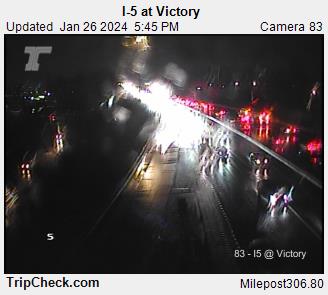 I-5 at Victory
Updated Jan 26 2024 5:45 PM Camera 83
T
S
83 - I5 @ Victory
TripCheck.com Milepost306.80